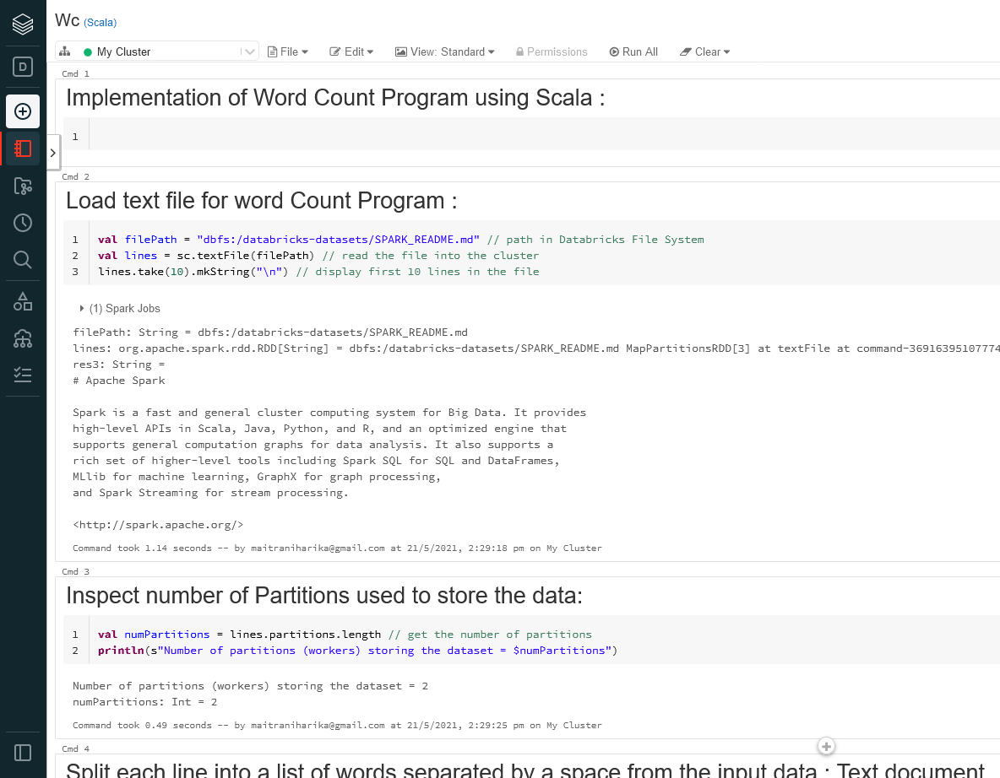 Wc (Scala)
My Cluster File Edit View: Standard Permissions Run All Clear
D
Cmd 1
Implementation of Word Count Program using Scala :
1
Cmd 2
Load text file for word Count Program :
1 val filePath = "dbfs:/databricks-datasets/SPARK_README.md" // path in Databricks File System
2 val lines = sc.textFile(filePath) // read the file into the cluster
3 lines.take(10).mkString("\n") // display first 10 lines in the file
(1) Spark Jobs
filePath: String = dbfs:/databricks-datasets/SPARK_README.md
lines: org.apache.spark.rdd.RDD[String] = dbfs:/databricks-datasets/SPARK_README.md MapPartitionsRDD[3] at textFile at command-36916395107774
res3: String =
# Apache Spark
Spark is a fast and general cluster computing system for Big Data. It provides
high-level APIs in Scala, Java, Python, and R, and an optimized engine that
supports general computation graphs for data analysis. It also supports a
rich set of higher-level tools including Spark SQL for SQL and DataFrames,
MLlib for machine learning, GraphX for graph processing,
and Spark Streaming for stream processing.
<http://spark.apache.org/>
Command took 1.14 seconds -- by maitraniharika@gmail.com at 21/5/2021, 2:29:18 pm on My Cluster
Cmd 3
Inspect number of Partitions used to store the data:
1 val numPartitions = lines.partitions.length // get the number of partitions
2 println(s"Number of partitions (workers) storing the dataset = $numPartitions")
Number of partitions (workers) storing the dataset = 2
numPartitions: Int = 2
Command took 0.49 seconds -- by maitraniharika@gmail.com at 21/5/2021, 2:29:25 pm on My Cluster
Cmd 4
Split each line into a list of words separated by a space from the input data : Text document